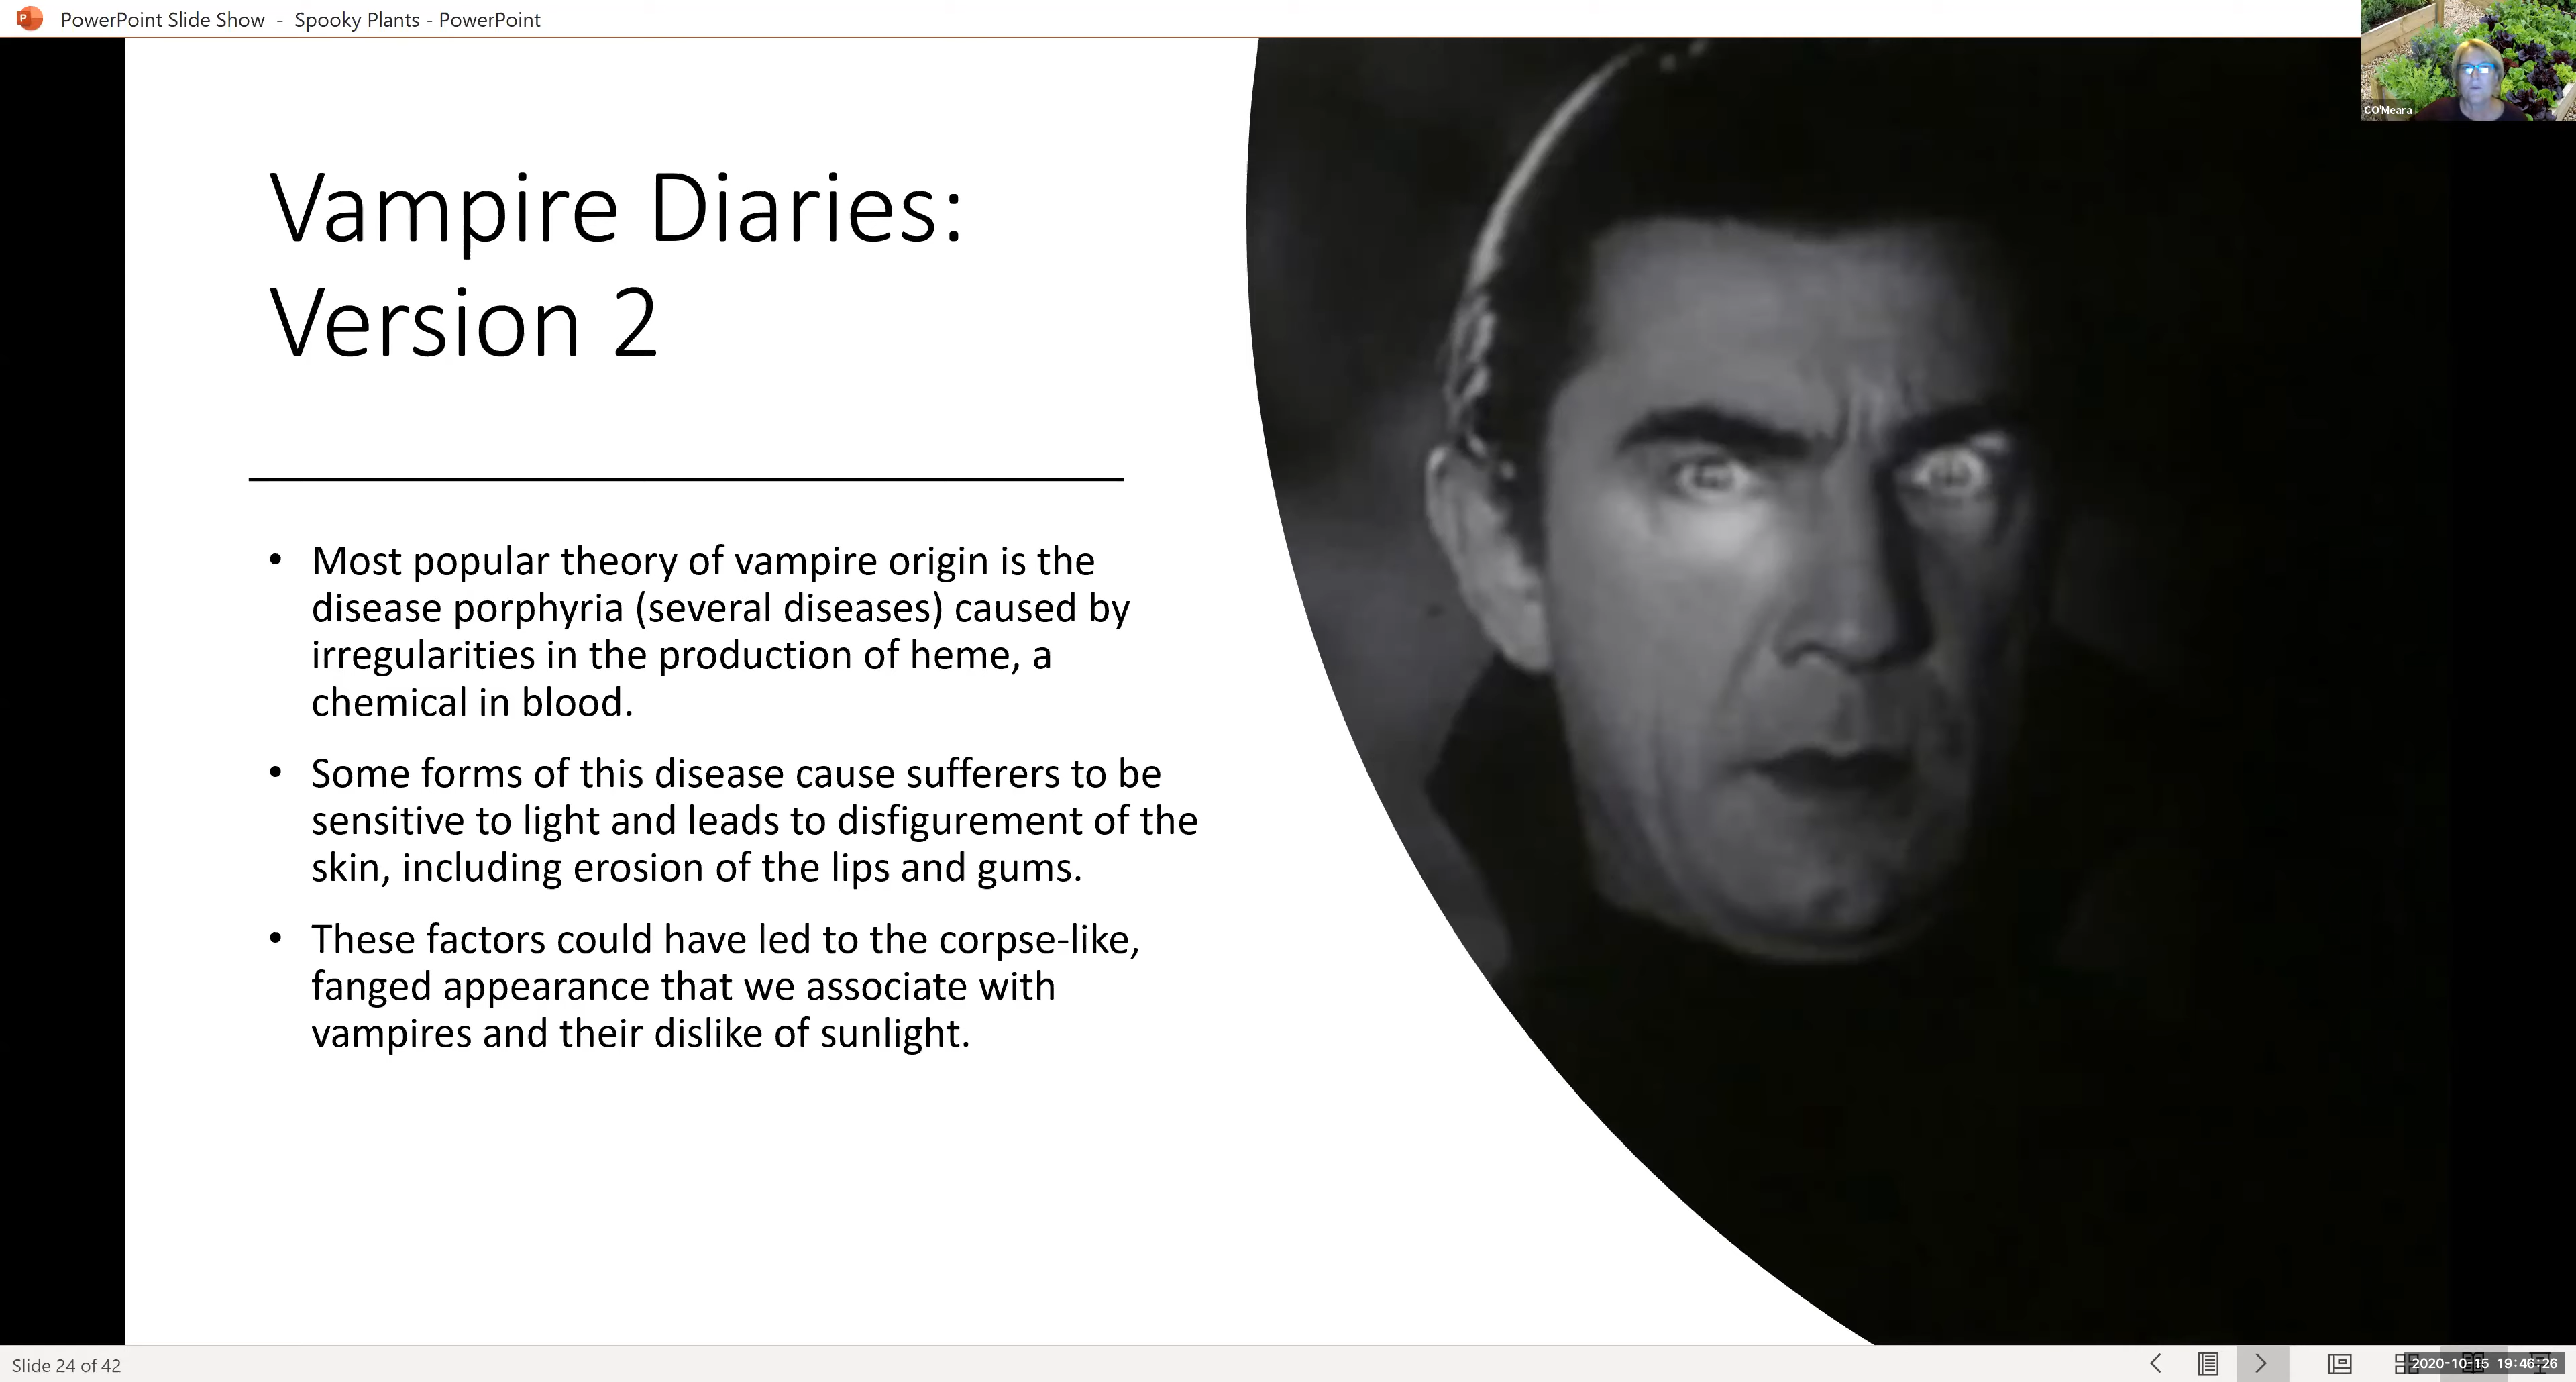 PowerPoint Slide Show - Spooky Plants - PowerPoint
CO'Meara
Vampire Diaries:
Version 2
• Most popular theory of vampire origin is the
disease porphyria (several diseases) caused by
irregularities in the production of heme, a
chemical in blood.
• Some forms of this disease cause sufferers to be
sensitive to light and leads to disfigurement of the
skin, including erosion of the lips and gums.
• These factors could have led to the corpse-like,
fanged appearance that we associate with
vampires and their dislike of sunlight.
Slide 24 of 42
2020-10-15 19:46:26